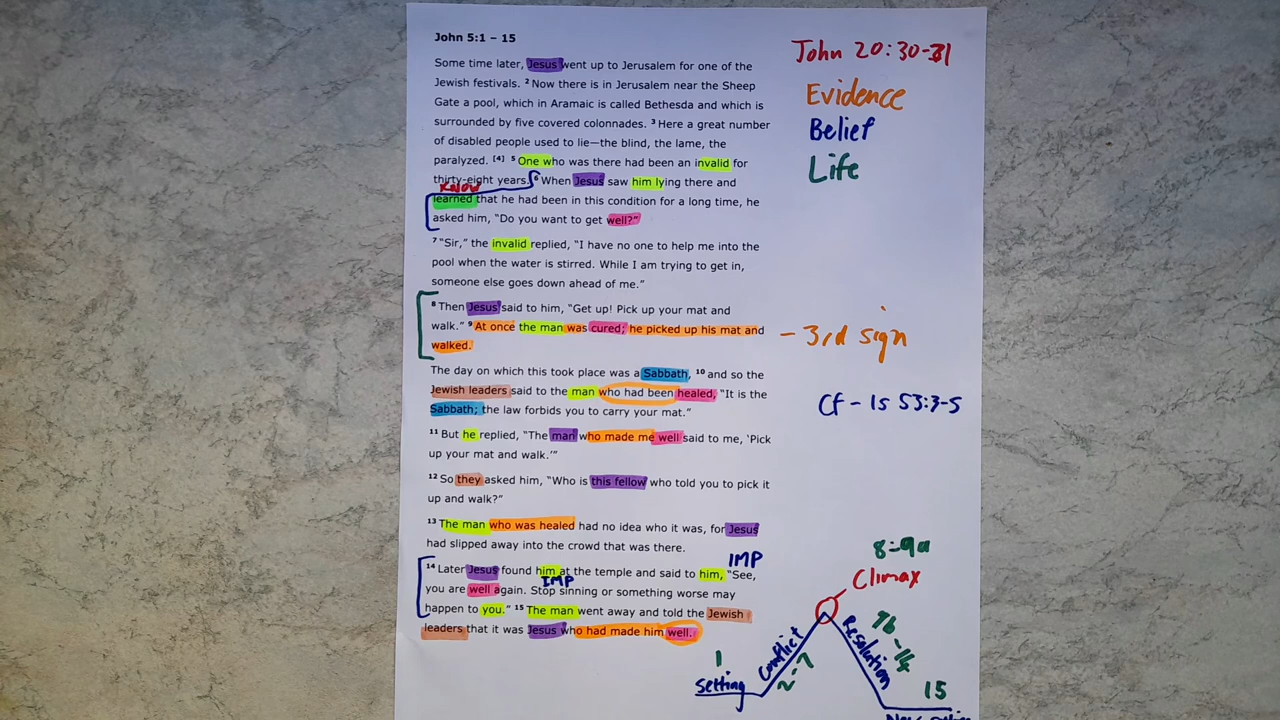 John 5:1 – 15
Some time later, Jesus went up to Jerusalem for one of the
Jewish festivals. 2 Now there is in Jerusalem near the Sheep
Gate a pool, which in Aramaic is called Bethesda and which is
surrounded by five covered colonnades. 3 Here a great number
of disabled people used to lie—the blind, the lame, the
paralyzed. [4] 5 One who was there had been an invalid for
thirty-eight years. 6 When Jesus saw him lying there and
KNOW
learned that he had been in this condition for a long time, he
asked him, "Do you want to get well?"
7 "Sir," the invalid replied, "I have no one to help me into the
pool when the water is stirred. While I am trying to get in,
someone else goes down ahead of me."
8 Then Jesus said to him, "Get up! Pick up your mat and
walk." 9 At once the man was cured; he picked up his mat and
walked.
The day on which this took place was a Sabbath, 10 and so the
Jewish leaders said to the man who had been healed, "It is the
Sabbath; the law forbids you to carry your mat."
11 But he replied, "The man who made me well said to me, 'Pick
up your mat and walk.'"
12 So they asked him, "Who is this fellow who told you to pick it
up and walk?"
13 The man who was healed had no idea who it was, for Jesus
had slipped away into the crowd that was there.
IMP
14 Later Jesus found him at the temple and said to him, "See,
IMP
you are well again. Stop sinning or something worse may
happen to you." 15 The man went away and told the Jewish
leaders that it was Jesus who had made him well.
John 20:30-31
Evidence
Belief
Life
- 3rd sign
Cf - Is 53:3-5
8-9a
Climax
Conflict
2-7
Resolution
9b-14
1
Setting
15